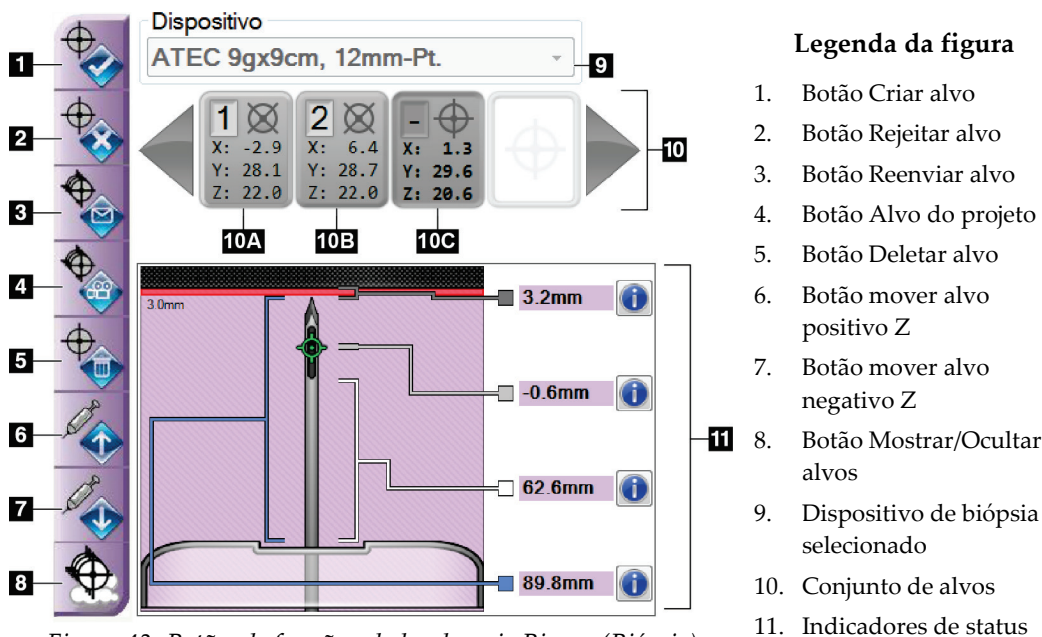 Dispositivo
ATEC 9gx9cm, 12mm-Pt.
1
2
3
4
5
6
7
8
9
1
X: -2.9
Y: 28.1
Z: 22.0
2
X: 6.4
Y: 28.7
Z: 22.0
-
X: 1.3
Y: 29.6
Z: 20.6
10
10A
10B
10C
3.0mm
3.2mm
-0.6mm
62.6mm
89.8mm
11
Legenda da figura
1. Botão Criar alvo
2. Botão Rejeitar alvo
3. Botão Reenviar alvo
4. Botão Alvo do projeto
5. Botão Deletar alvo
6. Botão mover alvo
positivo Z
7. Botão mover alvo
negativo Z
8. Botão Mostrar/Ocultar
alvos
9. Dispositivo de biópsia
selecionado
10. Conjunto de alvos
11. Indicadores de status